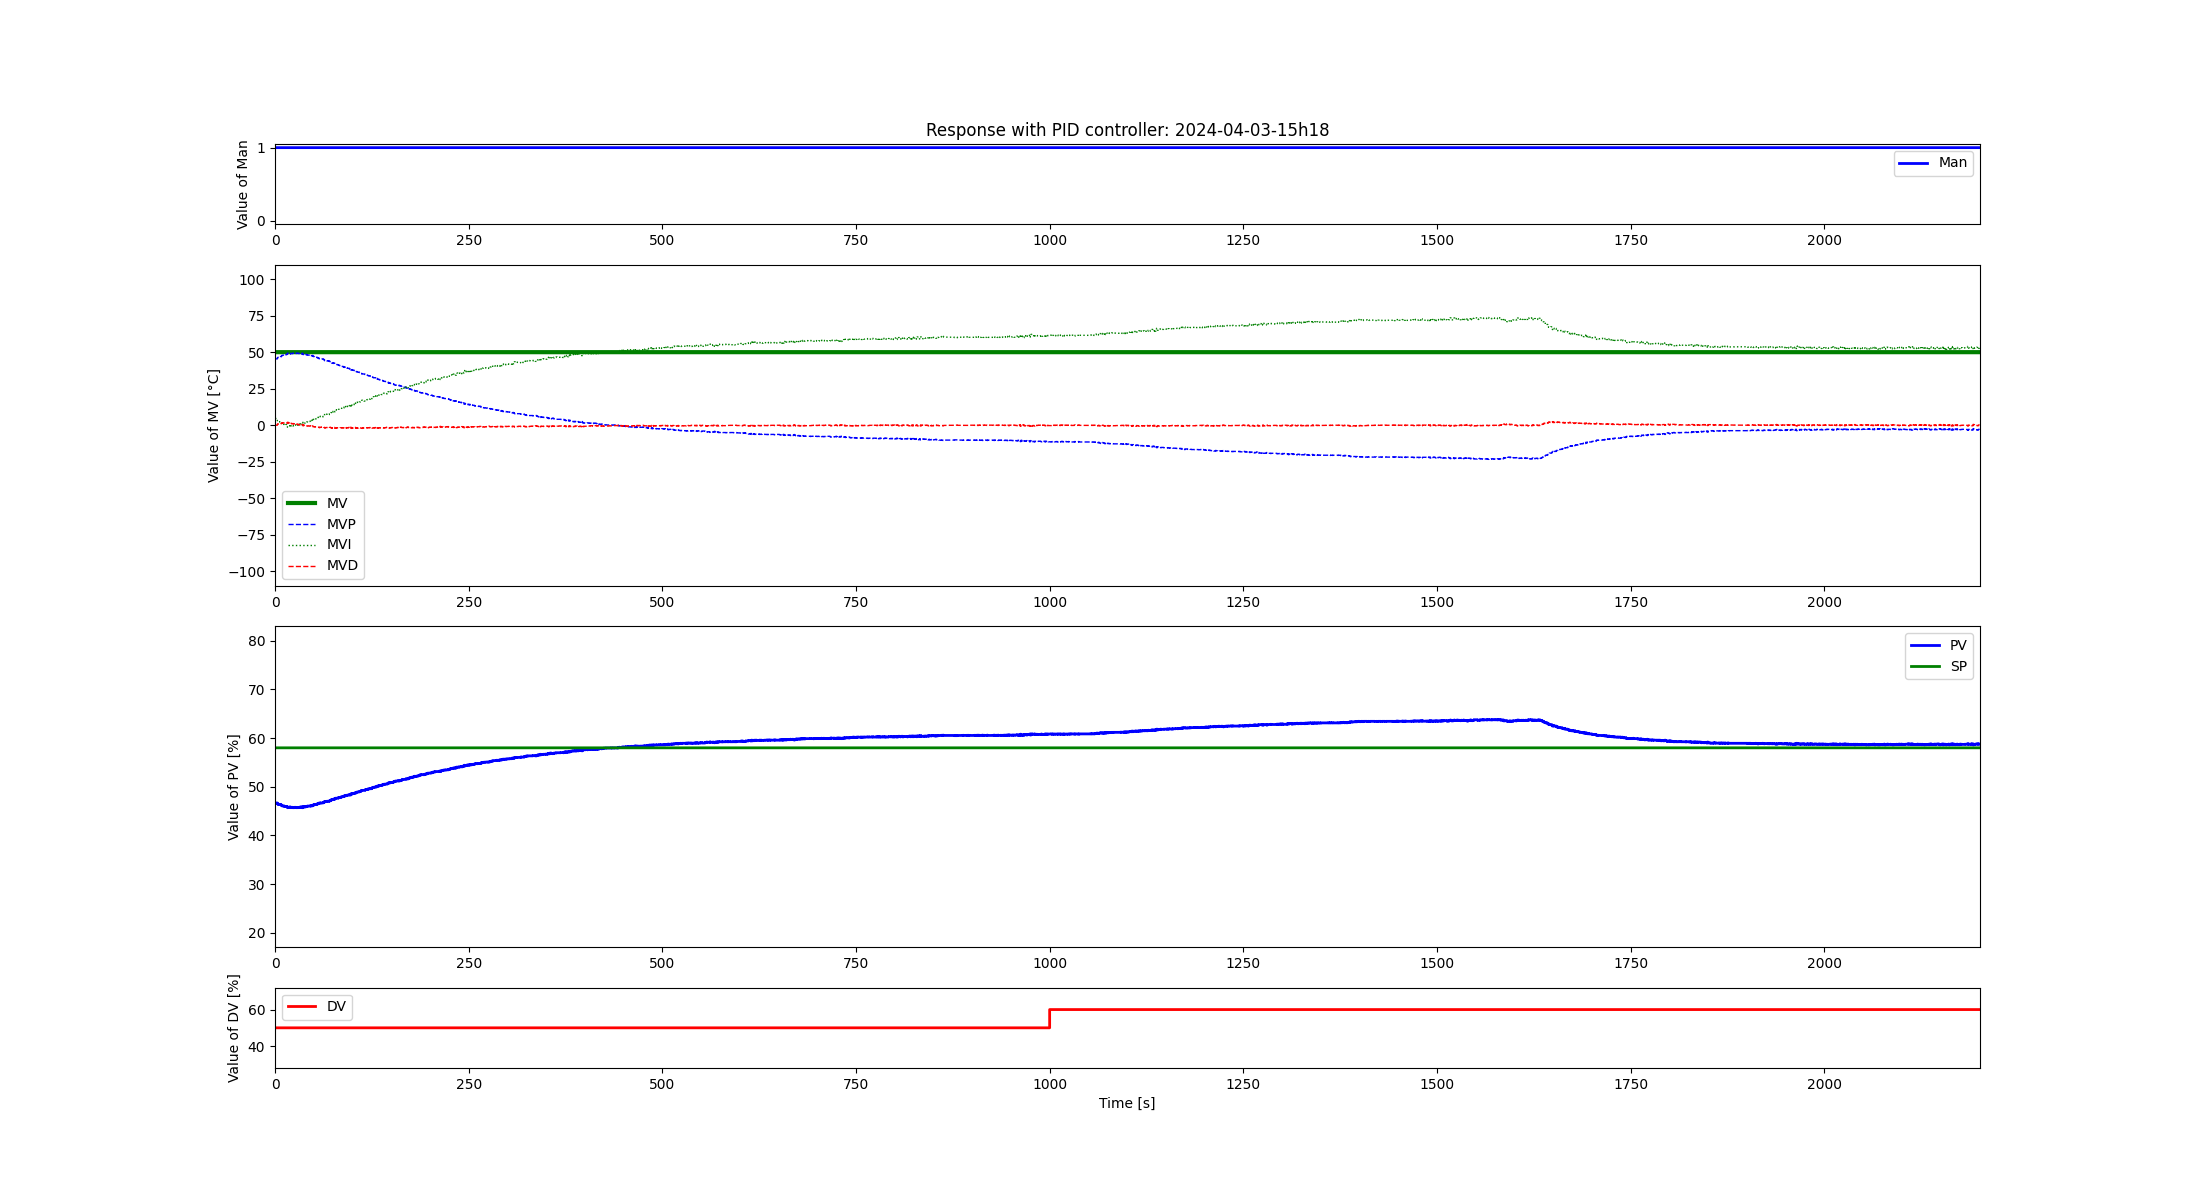 Response with PID controller: 2024-04-03-15h18
Value of Man
1
0
Man
0 250 500 750 1000 1250 1500 1750 2000
Value of MV [°C]
100
75
50
25
0
−25
−50
−75
−100
MV
MVP
MVI
MVD
0 250 500 750 1000 1250 1500 1750 2000
Value of PV [%]
80
70
60
50
40
30
20
PV
SP
0 250 500 750 1000 1250 1500 1750 2000
Value of DV [%]
60
40
DV
0 250 500 750 1000 1250 1500 1750 2000
Time [s]